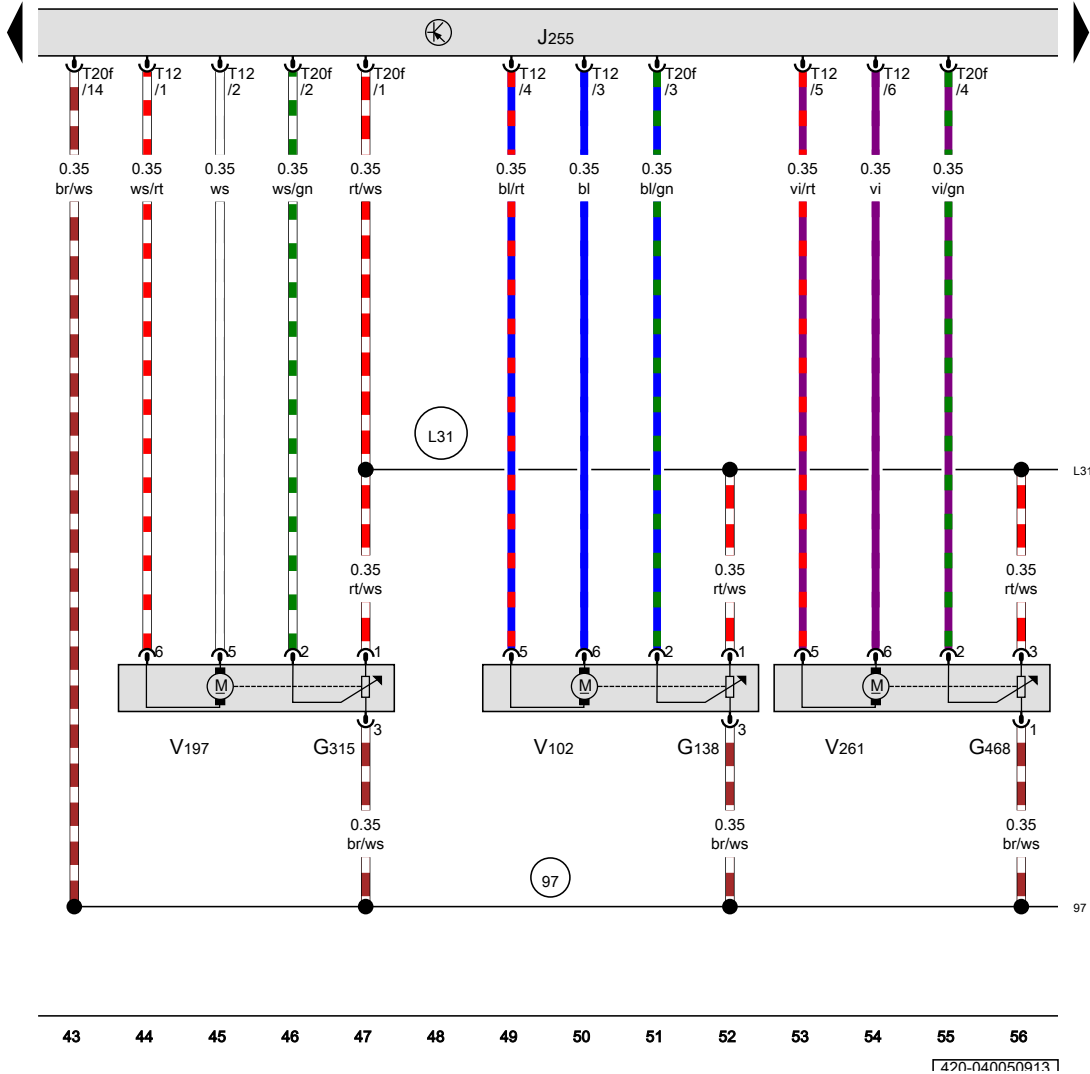 J255
T20f T12 T12 T20f T20f T12 T12 T20f T12 T12 T20f
/14 /1 /2 /2 /1 /4 /3 /3 /5 /6 /4
0.35 0.35 0.35 0.35 0.35 0.35 0.35 0.35 0.35 0.35 0.35
br/ws ws/rt ws ws/gn rt/ws bl/rt bl bl/gn vi/rt vi vi/gn
L31
L31
0.35 0.35 0.35
rt/ws rt/ws rt/ws
6 5 2 1 5 6 2 1 5 6 2 3
M M M
3 3 1
V197 G315 V102 G138 V261 G468
0.35 0.35 0.35
br/ws br/ws br/ws
97
97
43 44 45 46 47 48 49 50 51 52 53 54 55 56
420-040050913